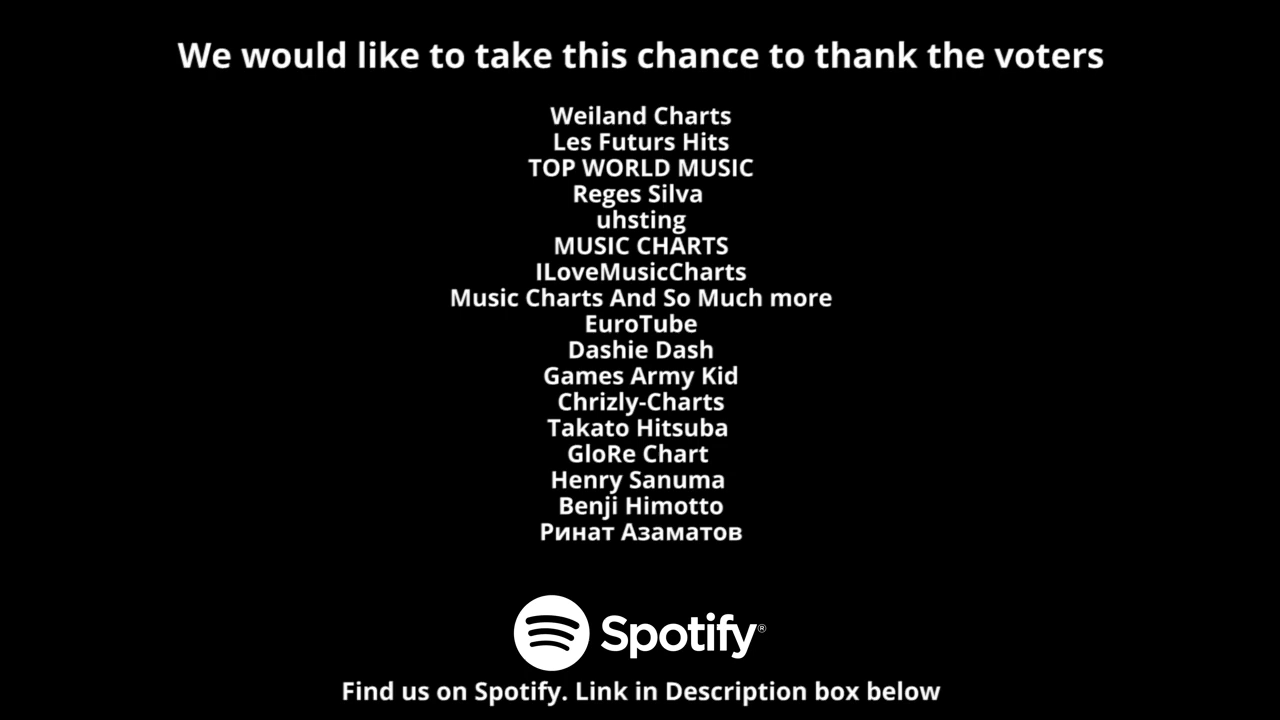 We would like to take this chance to thank the voters
Weiland Charts
Les Futurs Hits
TOP WORLD MUSIC
Reges Silva
uhsting
MUSIC CHARTS
ILoveMusicCharts
Music Charts And So Much more
EuroTube
Dashie Dash
Games Army Kid
Chrizly-Charts
Takato Hitsuba
GloRe Chart
Henry Sanuma
Benji Himotto
Ринат Азаматов
Spotify®
Find us on Spotify. Link in Description box below